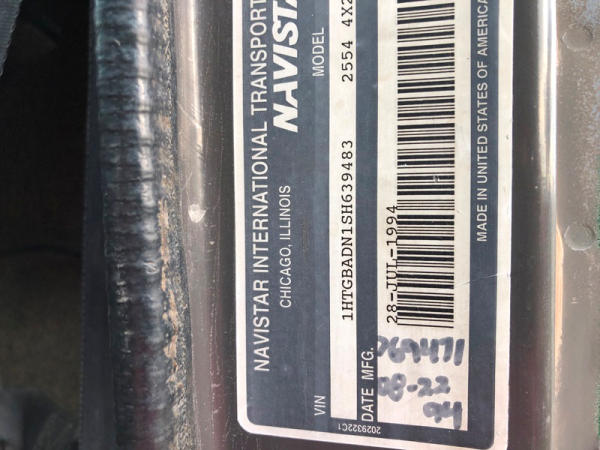 NAVISTAR INTERNATIONAL TRANSPORT
CHICAGO, ILLINOIS
NAVISTA
MODEL
2554 4X2
VIN
1HTGBADN1SH639483
DATE MFG.
28-JUL-1994
08-22
94
MADE IN UNITED STATES OF AMERICA
2029322C1